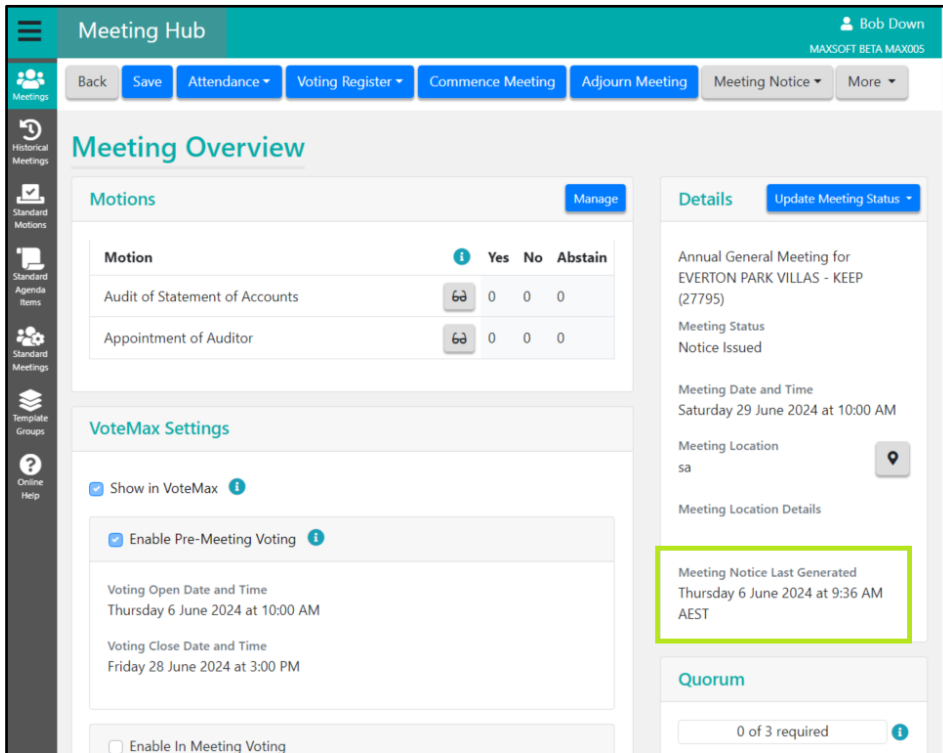 Meeting Hub
Bob Down
MAXSOFT BETA MAX005
Meetings
Historical
Meetings
Standard
Motions
Standard
Agenda
Items
Standard
Meetings
Template
Groups
Online
Help
Back Save Attendance Voting Register Commence Meeting Adjourn Meeting Meeting Notice More
Meeting Overview
Motions Manage
Motion Yes No Abstain
Audit of Statement of Accounts 0 0 0
Appointment of Auditor 0 0 0
VoteMax Settings
Show in VoteMax
Enable Pre-Meeting Voting
Voting Open Date and Time
Thursday 6 June 2024 at 10:00 AM
Voting Close Date and Time
Friday 28 June 2024 at 3:00 PM
Enable In Meeting Voting
Details Update Meeting Status
Annual General Meeting for
EVERTON PARK VILLAS - KEEP
(27795)
Meeting Status
Notice Issued
Meeting Date and Time
Saturday 29 June 2024 at 10:00 AM
Meeting Location
sa
Meeting Location Details
Meeting Notice Last Generated
Thursday 6 June 2024 at 9:36 AM
AEST
Quorum
0 of 3 required